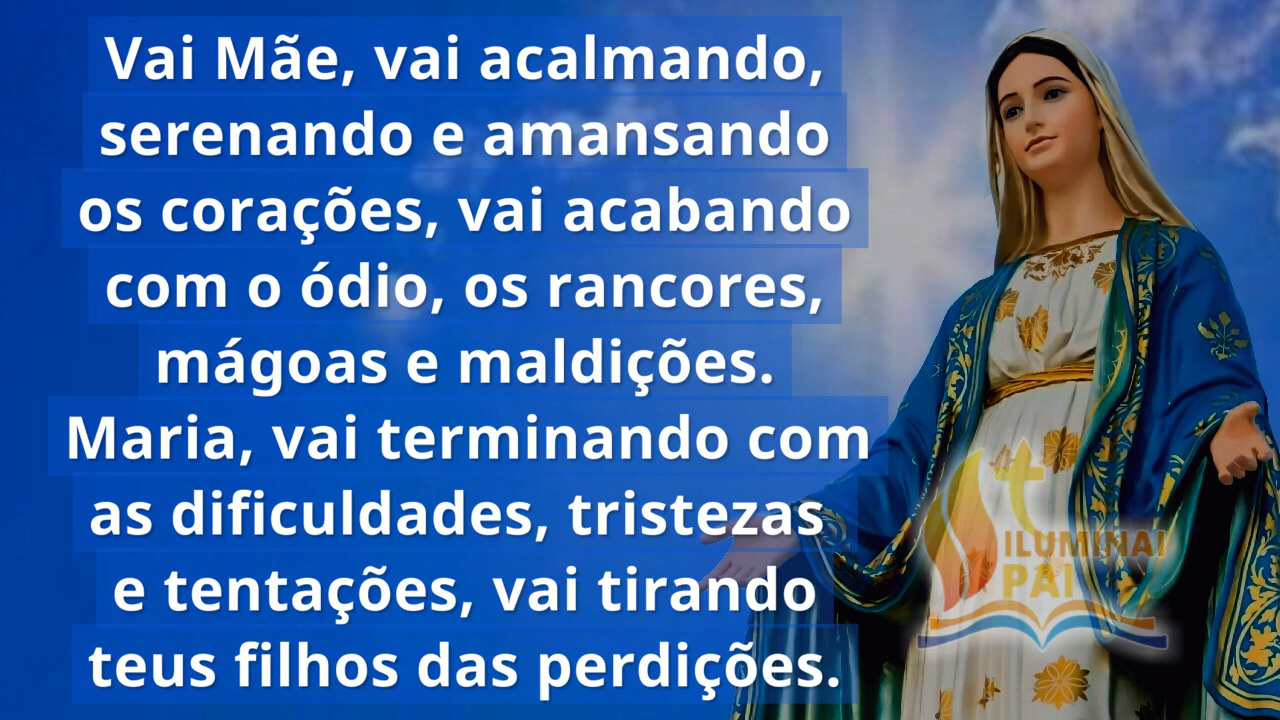 Vai Mãe, vai acalmando,
serenando e amansando
os corações, vai acabando
com o ódio, os rancores,
mágoas e maldições.
Maria, vai terminando com
as dificuldades, tristezas
e tentações, vai tirando
teus filhos das perdições.
ILUMINAI
PAI